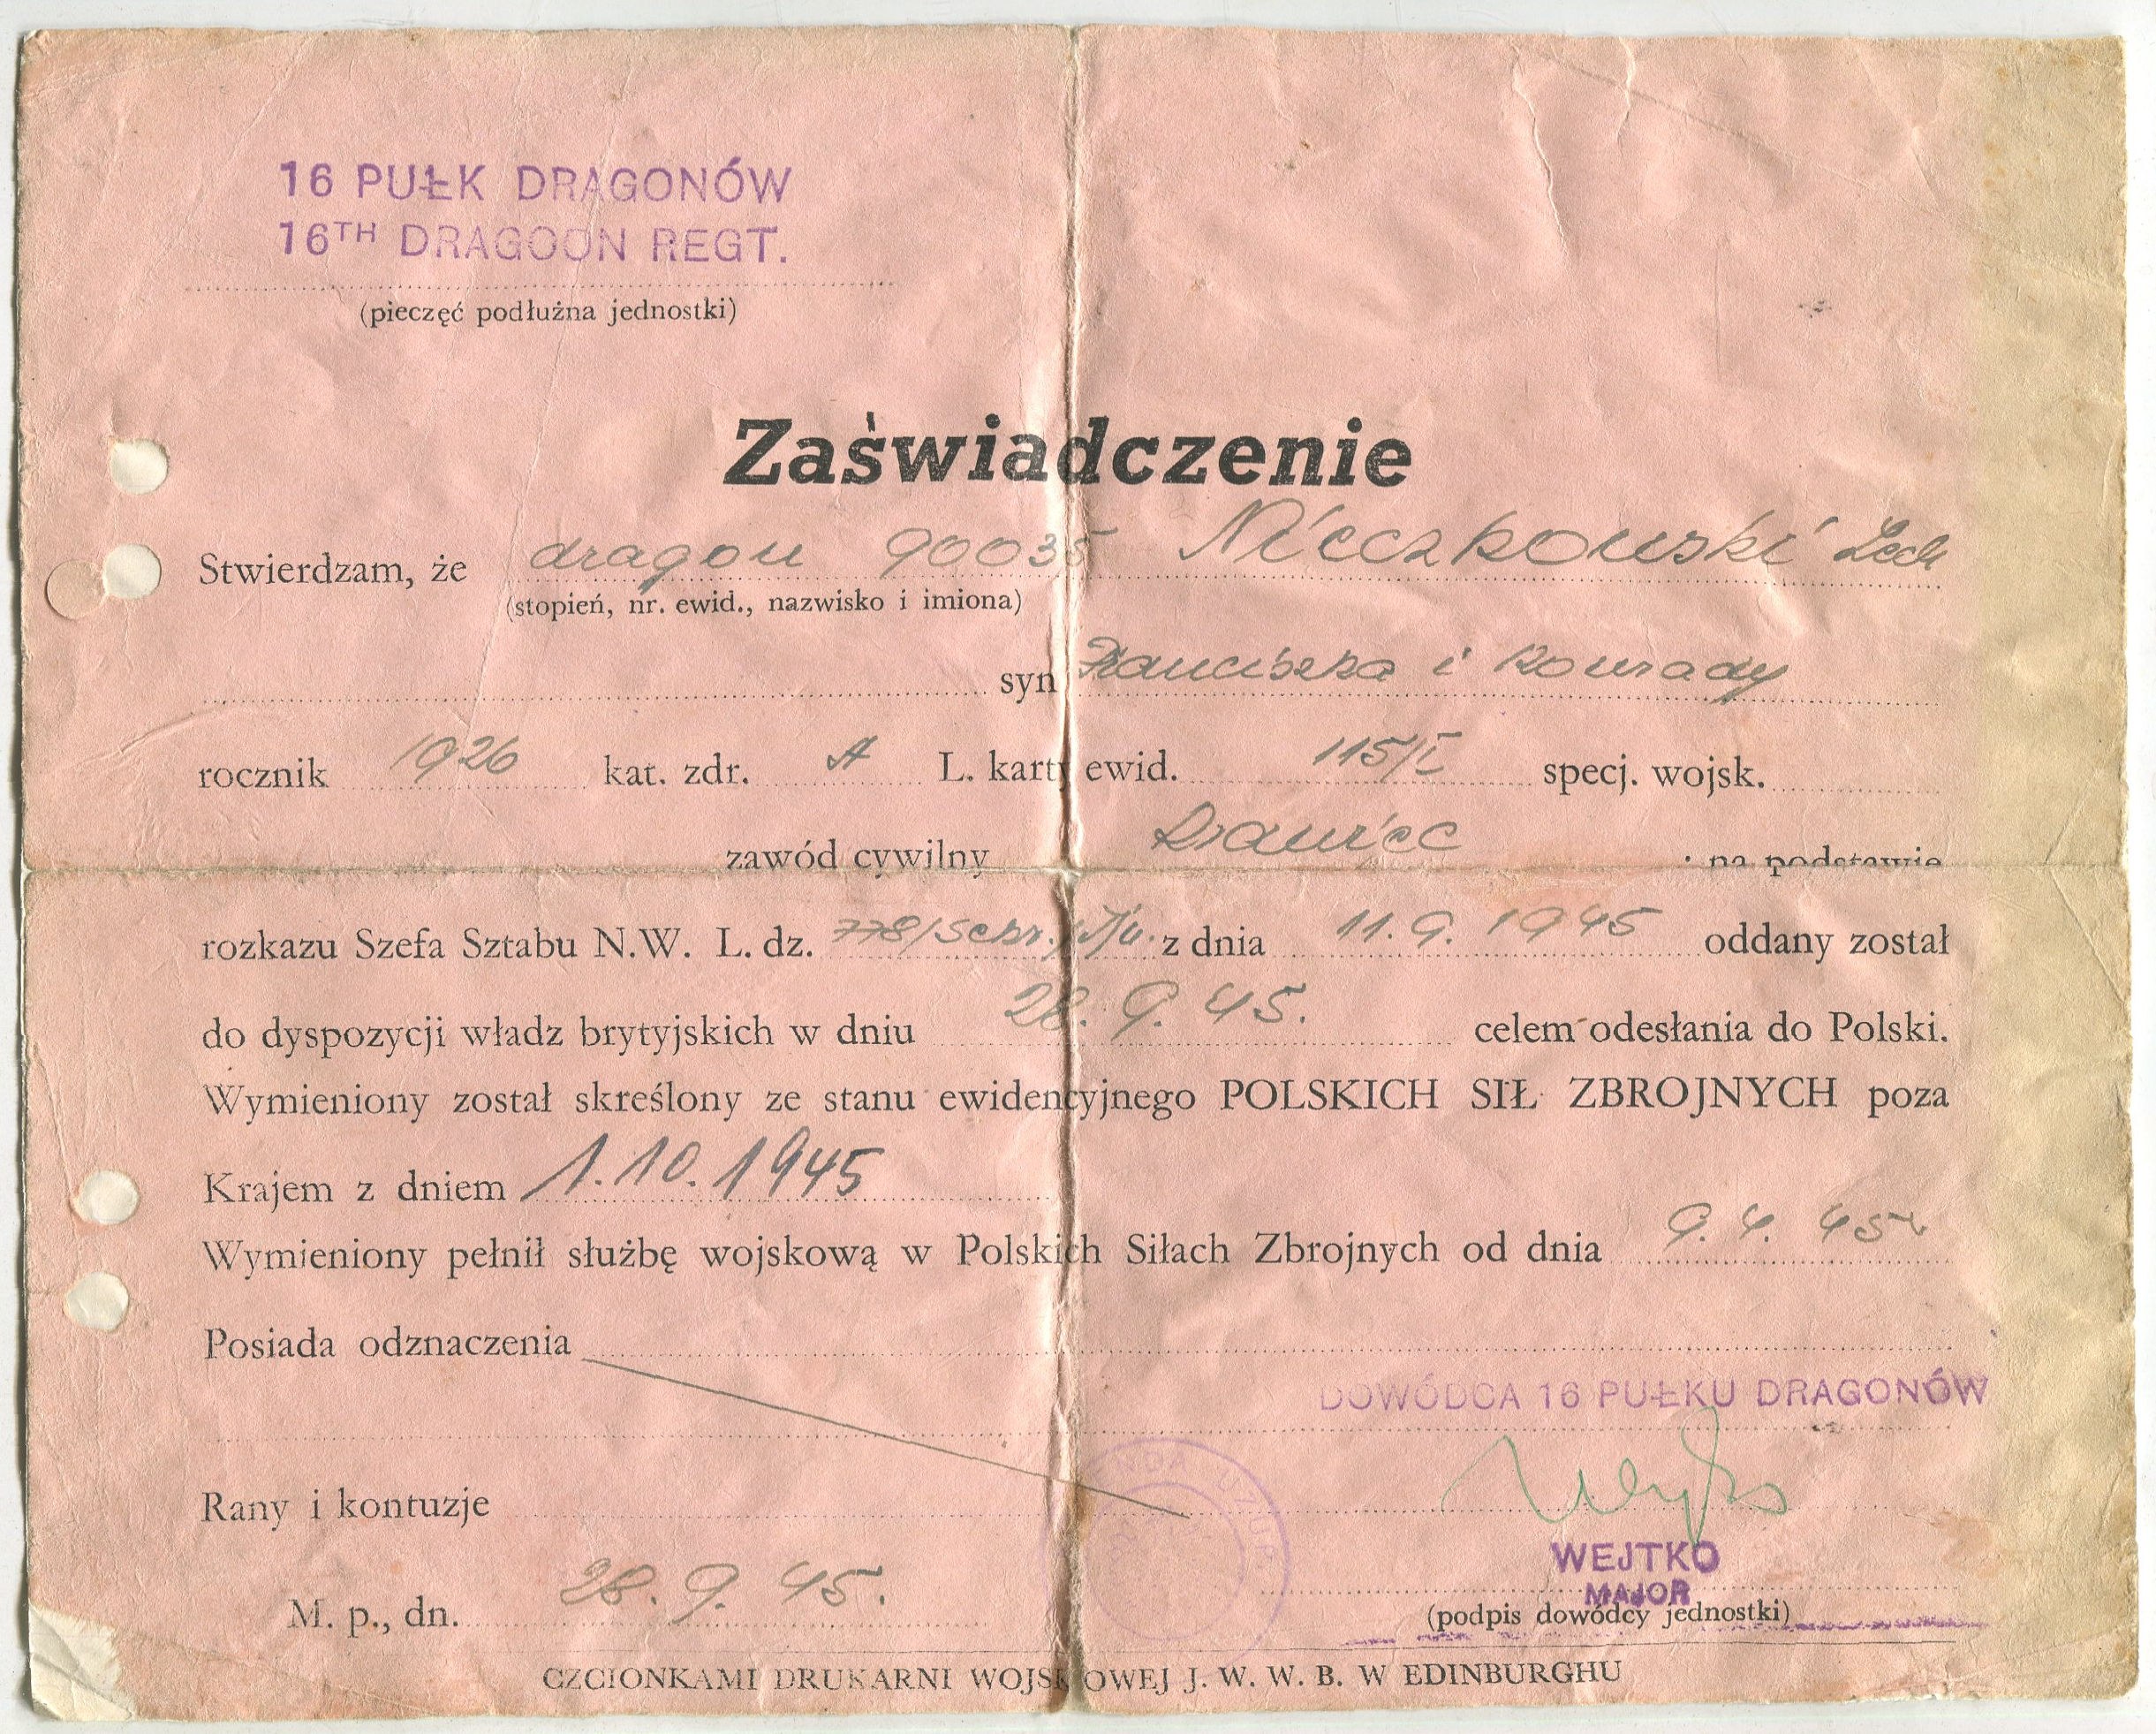 16 PUŁK DRAGONÓW
16TH DRAGOON REGT.
(pieczęć podłużna jednostki)
Zaświadczenie
Stwierdzam, że dragon 90035 Nieczkowski Lech
(stopień, nr. ewid., nazwisko i imiona)
syn Franciszka i Konrady
rocznik 1926 kat. zdr. A L. karty ewid. 115/I specj. wojsk.
zawód cywilny ; na podstawie
rozkazu Szefa Sztabu N.W. L. dz. 778/ z dnia 11.9.1945 oddany został
do dyspozycji władz brytyjskich w dniu 28.9.45. celem odesłania do Polski.
Wymieniony został skreślony ze stanu ewidencyjnego POLSKICH SIŁ ZBROJNYCH poza
Krajem z dniem 1.10.1945
Wymieniony pełnił służbę wojskową w Polskich Siłach Zbrojnych od dnia 9.4.45
Posiada odznaczenia
DOWÓDCA 16 PUŁKU DRAGONÓW
Rany i kontuzje
WEJTKO
MAJOR
M. p., dn. 28.9.45.
(podpis dowódcy jednostki)
CZCIONKAMI DRUKARNI WOJSKOWEJ J. W. W. B. W EDINBURGHU